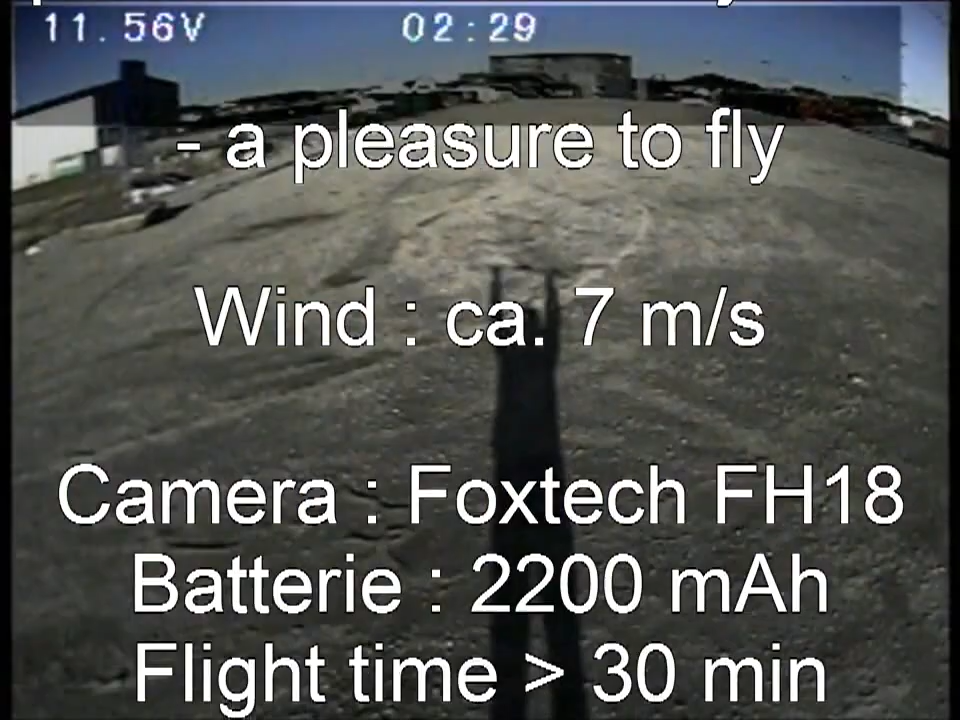 11.56V 02:29
- a pleasure to fly
Wind : ca. 7 m/s
Camera : Foxtech FH18
Batterie : 2200 mAh
Flight time > 30 min